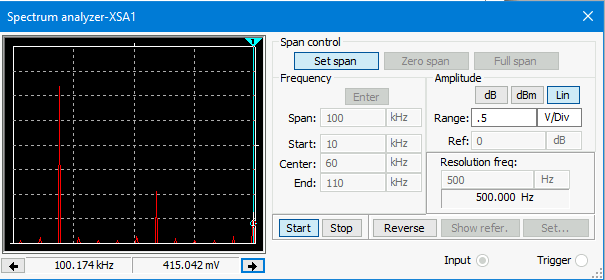 Spectrum analyzer-XSA1
Span control
Set span Zero span Full span
Frequency
Enter
Span: 100 kHz
Start: 10 kHz
Center: 60 kHz
End: 110 kHz
Amplitude
dB dBm Lin
Range: .5 V/Div
Ref: 0 dB
Resolution freq:
500 Hz
500.000 Hz
Start Stop Reverse Show refer. Set...
100.174 kHz 415.042 mV
Input Trigger